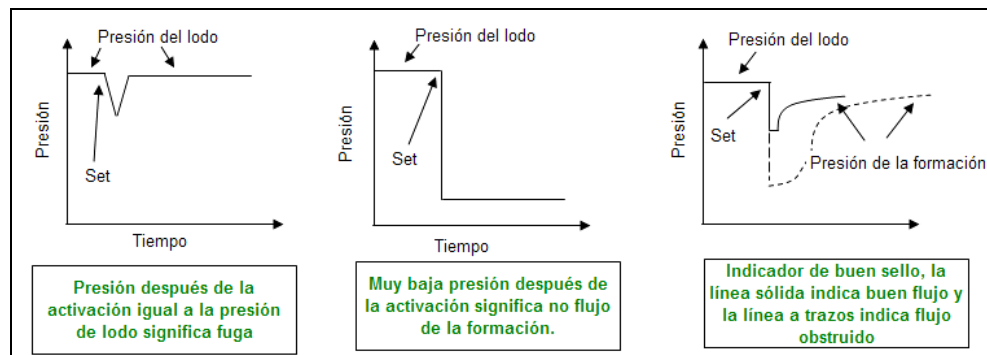 Presión del lodo
Presión
Set
Tiempo
Presión después de la
activación igual a la presión
de lodo significa fuga
Presión del lodo
Presión
Set
Tiempo
Muy baja presión después de
la activación significa no flujo
de la formación.
Presión del lodo
Presión
Set
Presión de la formación
Indicador de buen sello, la
línea sólida indica buen flujo y
la línea a trazos indica flujo
obstruido